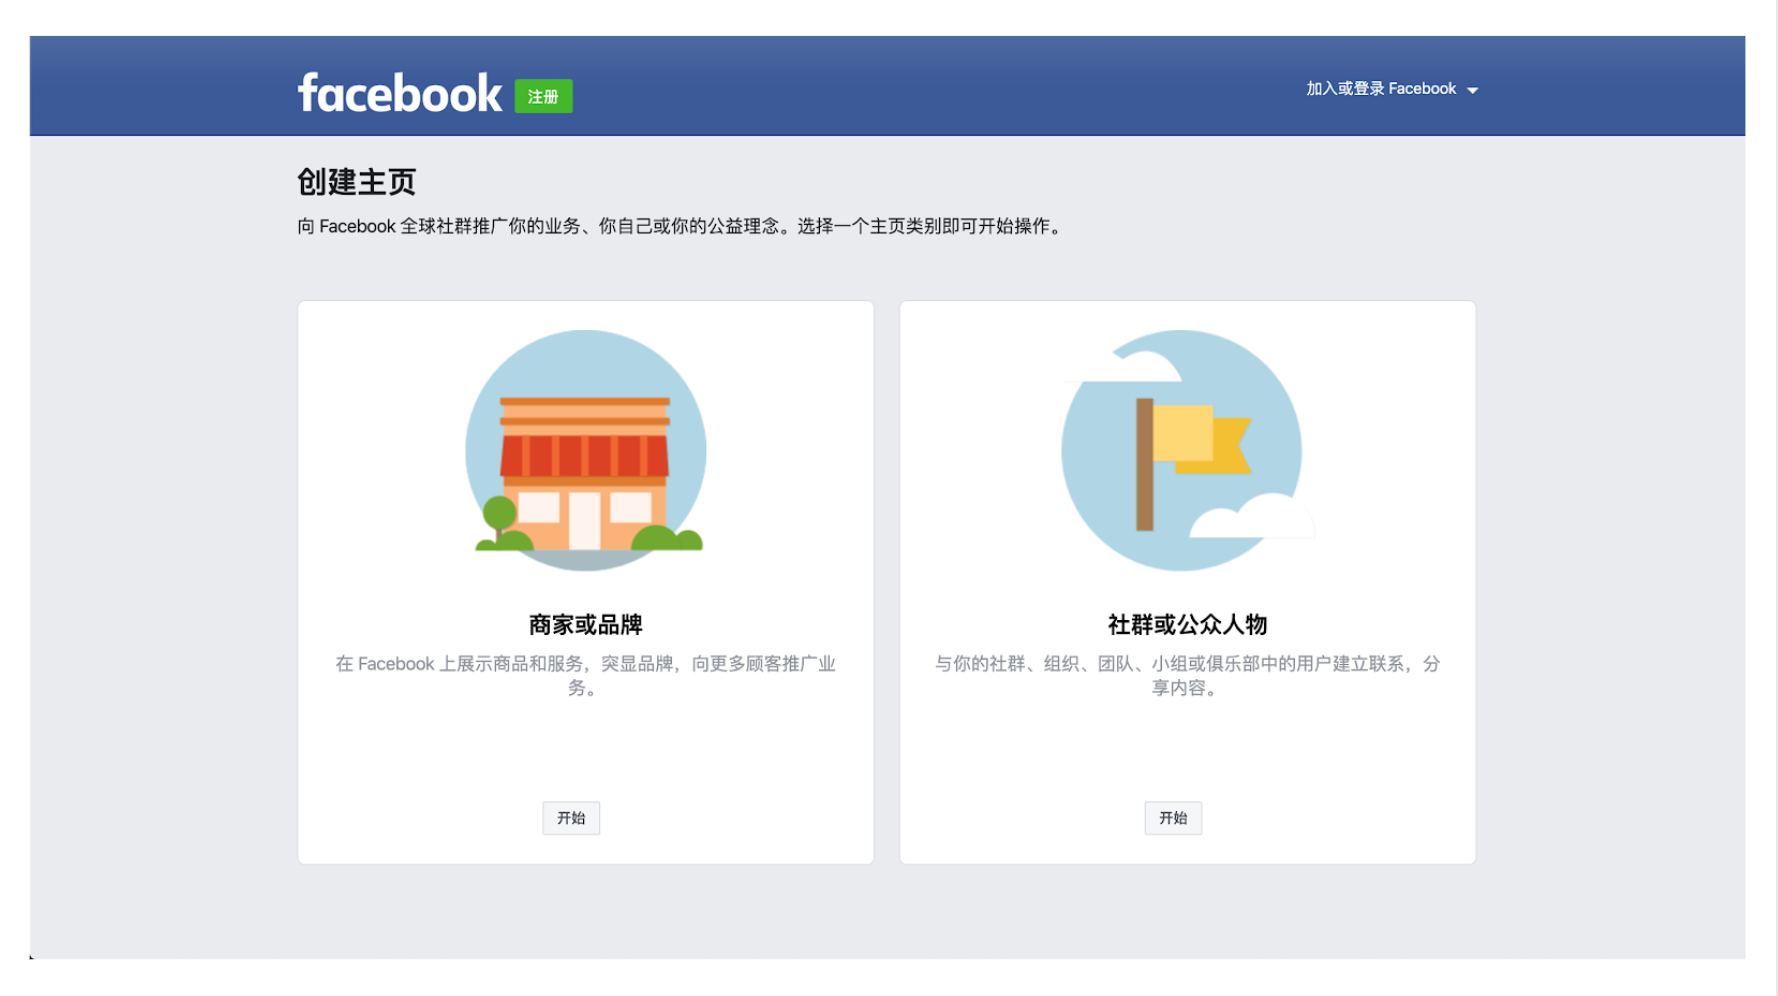 facebook 注册
加入或登录 Facebook
创建主页
向 Facebook 全球社群推广你的业务、你自己或你的公益理念。选择一个主页类别即可开始操作。
商家或品牌
在 Facebook 上展示商品和服务，突显品牌，向更多顾客推广业
务。
开始
社群或公众人物
与你的社群、组织、团队、小组或俱乐部中的用户建立联系，分
享内容。
开始